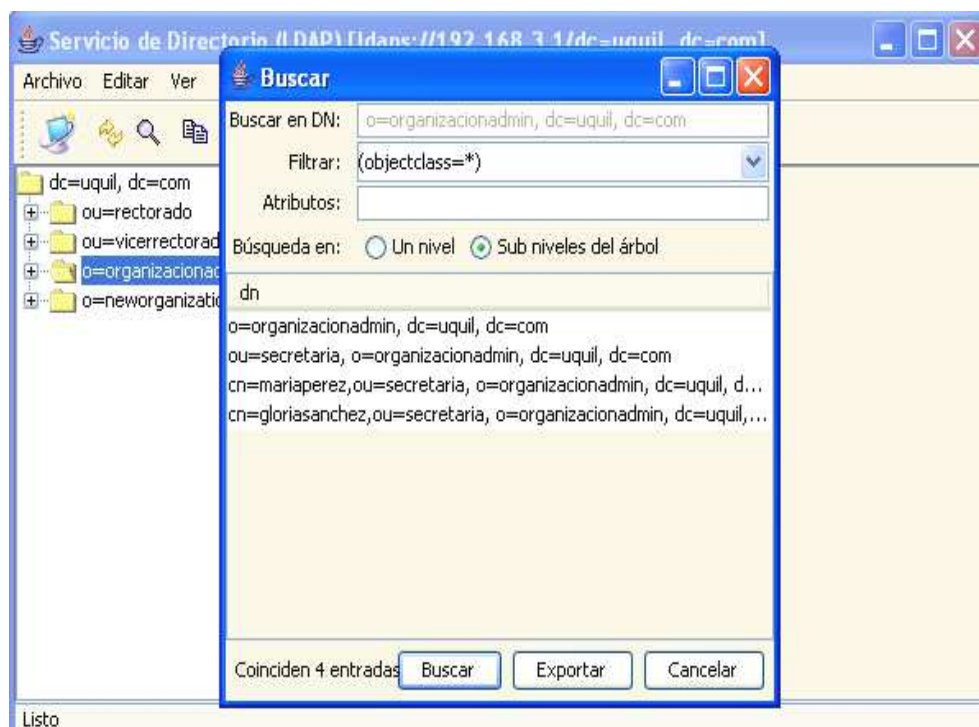 Servicio de Directorio (LDAP) [ldaps://192.168.3.1/dc=uquil, dc=com]
Archivo Editar Ver
Buscar
Buscar en DN: o=organizacionadmin, dc=uquil, dc=com
Filtrar: (objectclass=*)
Atributos:
Búsqueda en: Un nivel Sub niveles del árbol
dc=uquil, dc=com
ou=rectorado
ou=vicerrectorad
o=organizacionad
o=neworganizatio
dn
o=organizacionadmin, dc=uquil, dc=com
ou=secretaria, o=organizacionadmin, dc=uquil, dc=com
cn=mariaperez,ou=secretaria, o=organizacionadmin, dc=uquil, d...
cn=gloriasanchez,ou=secretaria, o=organizacionadmin, dc=uquil,...
Coinciden 4 entradas Buscar Exportar Cancelar
Listo